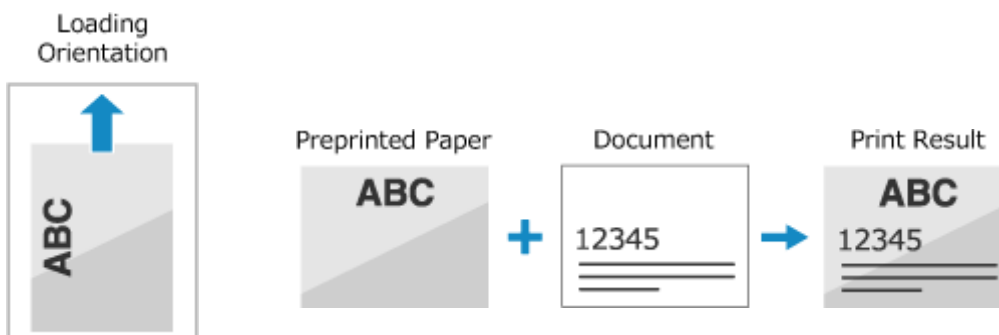 Loading
Orientation
ABC
Preprinted Paper
ABC
Document
12345
Print Result
ABC
12345